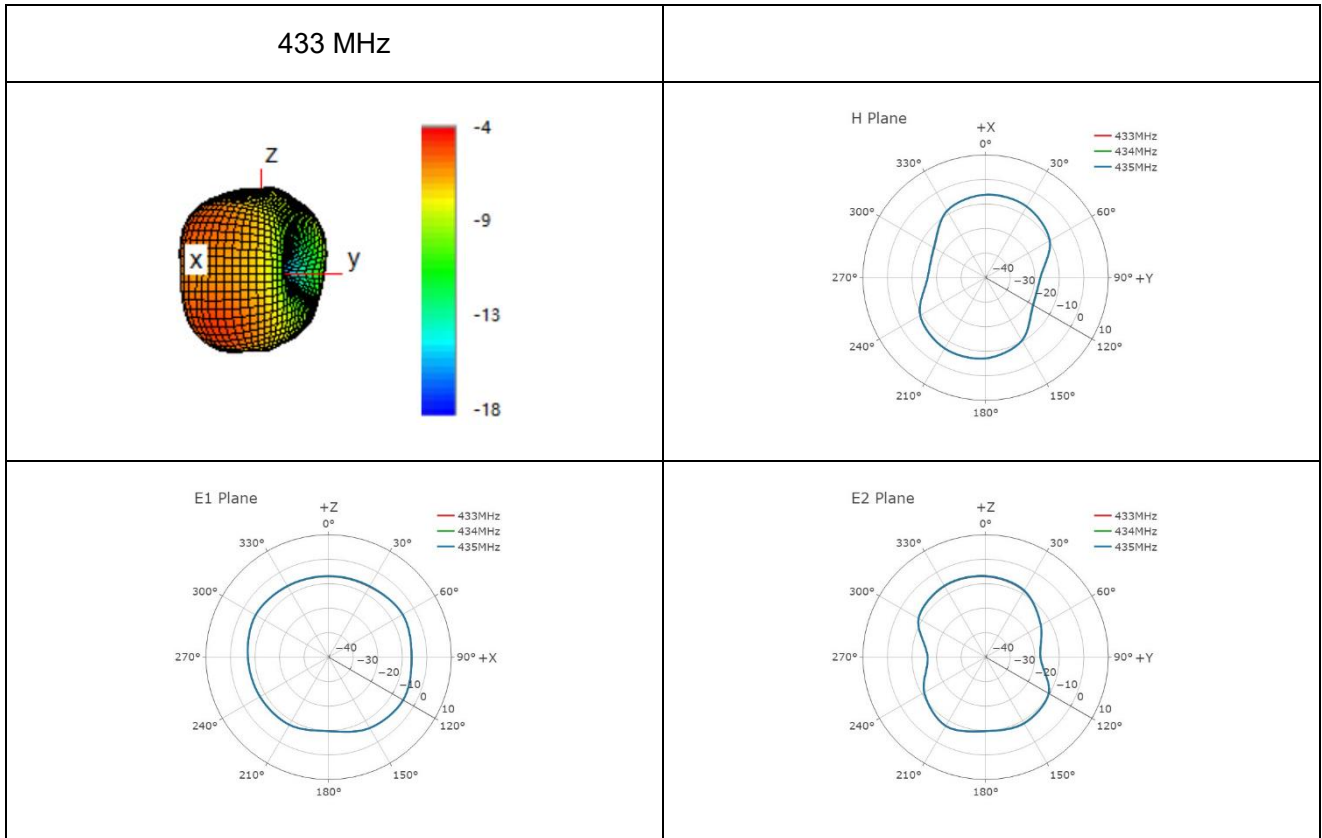 433 MHz
z
x
y
-4
-9
-13
-18
H Plane
+X
0°
30°
60°
90° +Y
120°
150°
180°
210°
240°
270°
300°
330°
−40
−30
−20
−10
0
10
433MHz
434MHz
435MHz
E1 Plane
+Z
0°
30°
60°
90° +X
120°
150°
180°
210°
240°
270°
300°
330°
−40
−30
−20
−10
0
10
433MHz
434MHz
435MHz
E2 Plane
+Z
0°
30°
60°
90° +Y
120°
150°
180°
210°
240°
270°
300°
330°
−40
−30
−20
−10
0
10
433MHz
434MHz
435MHz